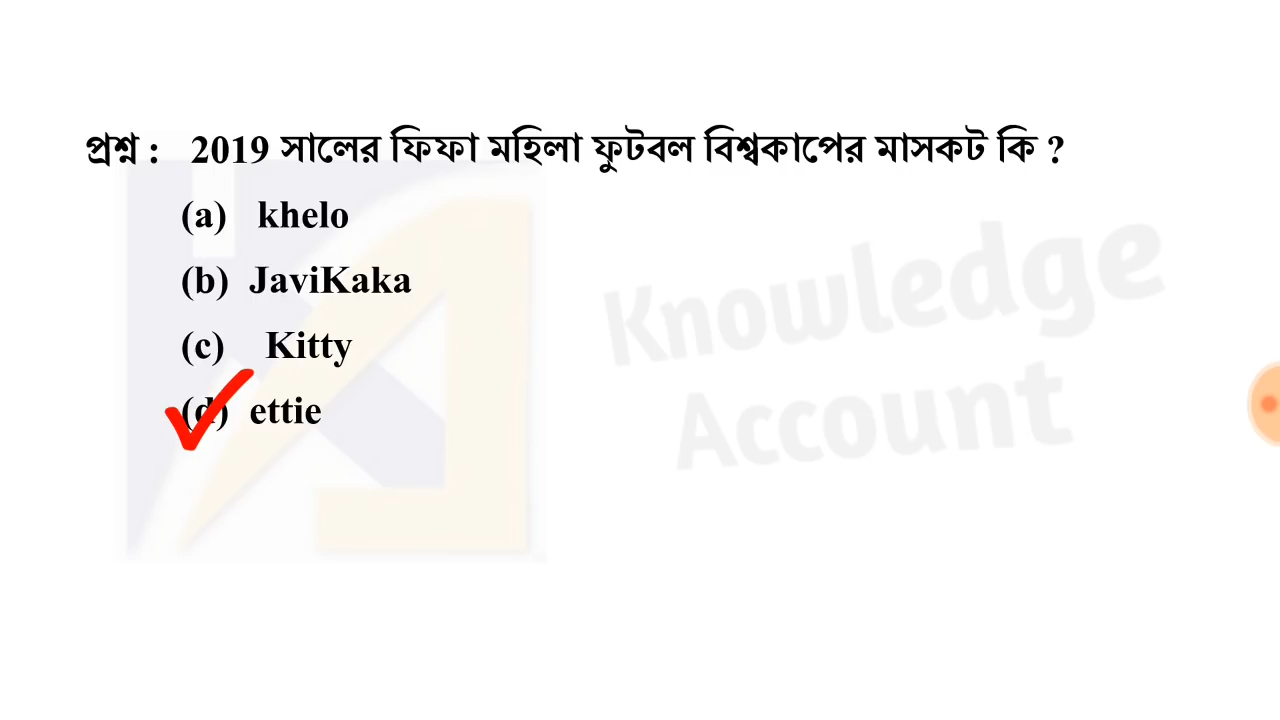 প্রশ্ন : 2019 সালের ফিফা মহিলা ফুটবল বিশ্বকাপের মাসকট কি ?
(a) khelo
(b) JaviKaka
(c) Kitty
(d) ettie
Knowledge
Account